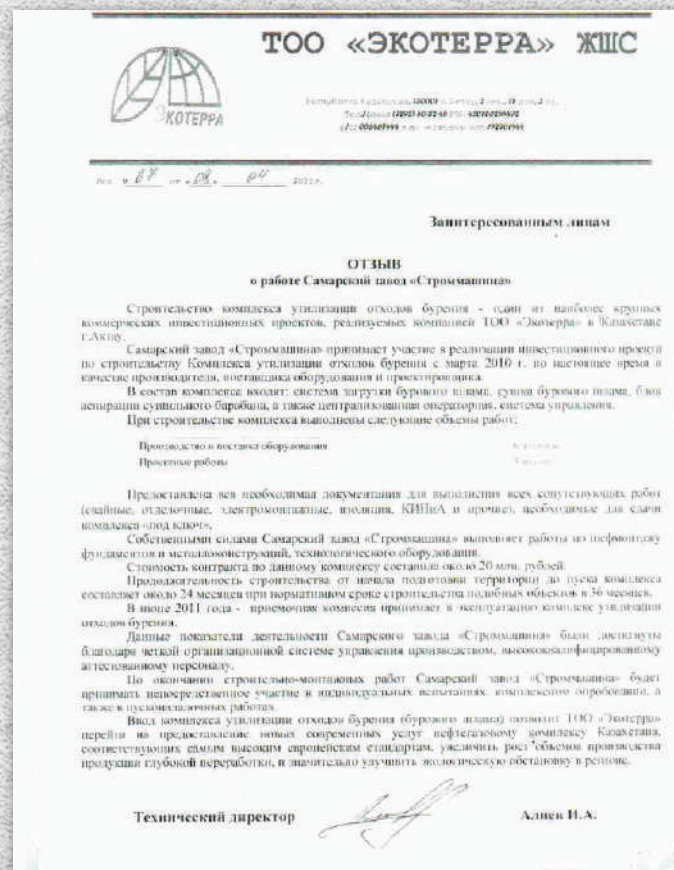 ТОО «ЭКОТЕРРА» ЖШС
ЭКОТЕРРА
№ 67 от «08» 04 2011г.
Заинтересованным лицам
ОТЗЫВ
о работе Самарский завод «Строммашина»
Строительство комплекса утилизации отходов бурения - один из наиболее крупных
коммерческих инвестиционных проектов, реализуемых компанией ТОО «Экотерра» в Казахстане
г.Актау.
Самарский завод «Строммашина» принимает участие в реализации инвестиционного проекта
по строительству Комплекса утилизации отходов бурения с марта 2010 г. по настоящее время в
качестве производителя, поставщика оборудования и проектировщика.
В состав комплекса входят: система загрузки бурового шлама, сушки бурового шлама, блок
аспирации сушильного барабана, а также централизованная операторная, система управления.
При строительстве комплекса выполнены следующие объемы работ:
Производство и поставка оборудования
Проектные работы
Предоставлена вся необходимая документация для выполнения всех сопутствующих работ
(свайные, отделочные, электромонтажные, изоляция, КИПиА и прочие), необходимые для сдачи
комплекса «под ключ».
Собственными силами Самарский завод «Строммашина» выполняет работы по шефмонтажу
фундаментов и металлоконструкций, технологического оборудования.
Стоимость контракта по данному комплексу составила около 20 млн. рублей.
Продолжительность строительства от начала подготовки территории до пуска комплекса
составляет около 24 месяцев при нормативном сроке строительства подобных объектов в 36 месяцев.
В июне 2011 года - приемочная комиссия принимает в эксплуатацию комплекс утилизации
отходов бурения.
Данные показатели деятельности Самарского завода «Строммашина» были достигнуты
благодаря четкой организационной системе управления производством, высококвалифицированному
аттестованному персоналу.
По окончании строительно-монтажных работ Самарский завод «Строммашина» будет
принимать непосредственное участие в индивидуальных испытаниях, комплексном опробовании, а
также в пусконаладочных работах.
Ввод комплекса утилизации отходов бурения (бурового шлама) позволит ТОО «Экотерра»
перейти на предоставление новых современных услуг нефтегазовому комплексу Казахстана,
соответствующих самым высоким европейским стандартам, увеличить рост объемов производства
продукции глубокой переработки, и значительно улучшить экологическую обстановку в регионе.
Технический директор
Алиев И.А.